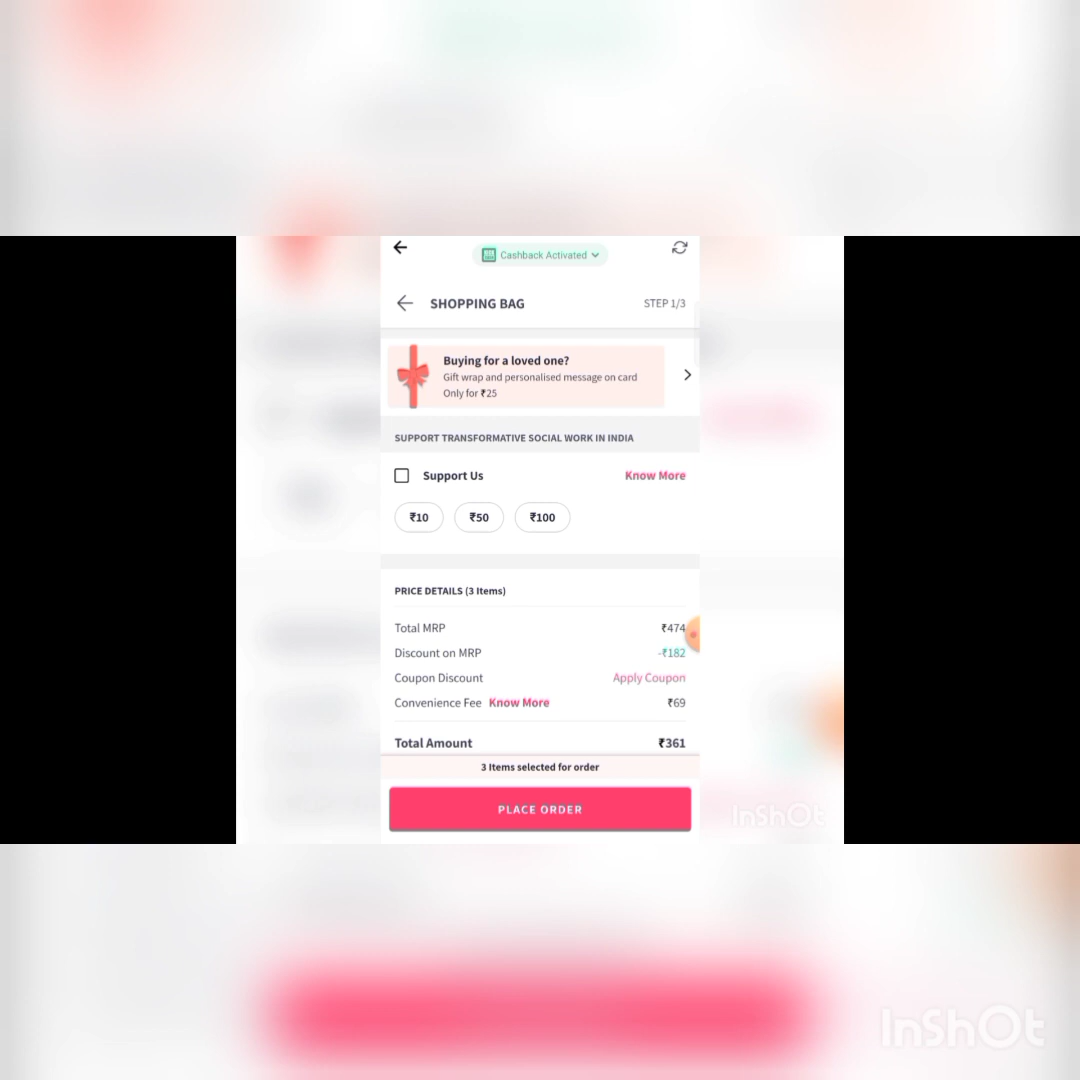 Cashback Activated
SHOPPING BAG
STEP 1/3
Buying for a loved one?
Gift wrap and personalised message on card
Only for ₹25
SUPPORT TRANSFORMATIVE SOCIAL WORK IN INDIA
Support Us
Know More
₹10 ₹50 ₹100
PRICE DETAILS (3 Items)
Total MRP ₹474
Discount on MRP -₹182
Coupon Discount Apply Coupon
Convenience Fee Know More ₹69
Total Amount ₹361
3 Items selected for order
PLACE ORDER
InShOt
InShOt